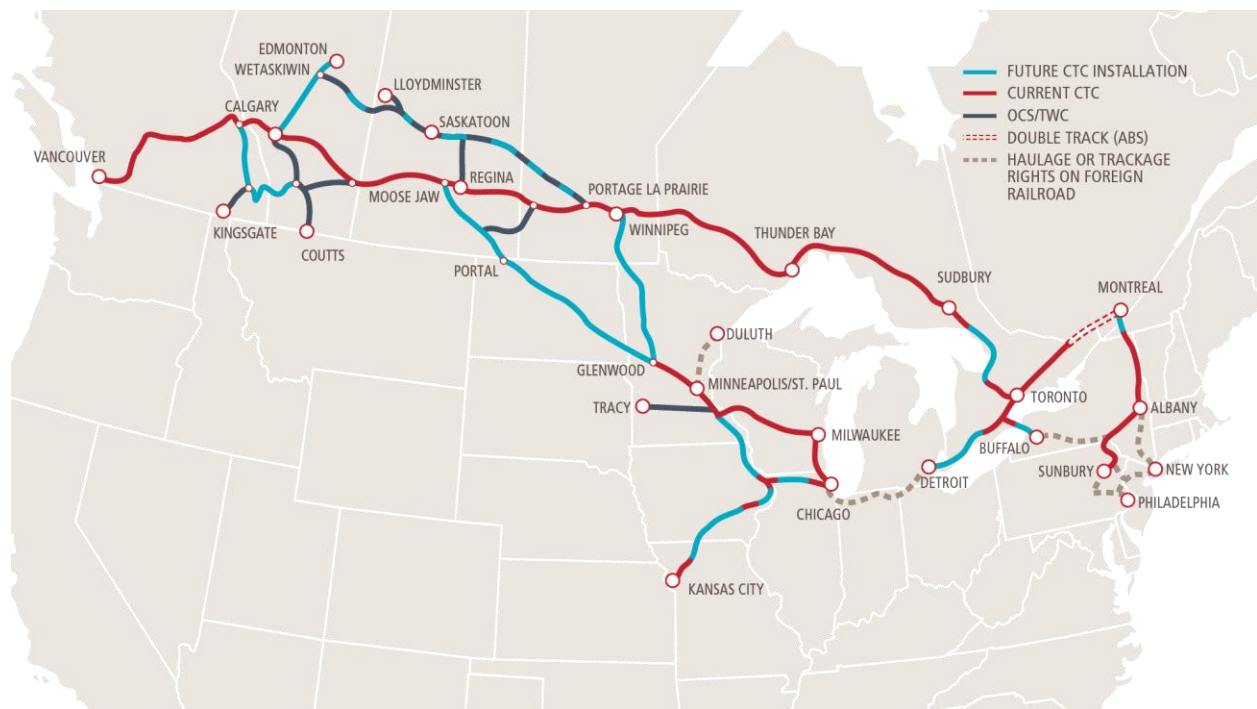 EDMONTON
WETASKIWIN
LLOYDMINSTER
CALGARY
SASKATOON
VANCOUVER
MOOSE JAW
REGINA
PORTAGE LA PRAIRIE
KINGSGATE
COUTTS
WINNIPEG
PORTAL
THUNDER BAY
SUDBURY
MONTREAL
DULUTH
GLENWOOD
MINNEAPOLIS/ST. PAUL
TRACY
MILWAUKEE
TORONTO
ALBANY
BUFFALO
DETROIT
SUNBURY
NEW YORK
PHILADELPHIA
CHICAGO
KANSAS CITY
FUTURE CTC INSTALLATION
CURRENT CTC
OCS/TWC
DOUBLE TRACK (ABS)
HAULAGE OR TRACKAGE
RIGHTS ON FOREIGN
RAILROAD